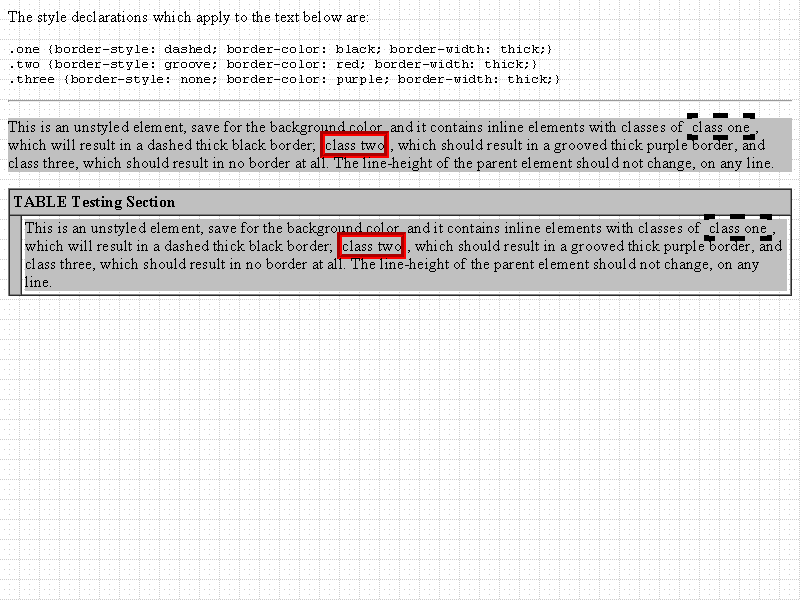 The style declarations which apply to the text below are:
.one {border-style: dashed; border-color: black; border-width: thick;}
.two {border-style: groove; border-color: red; border-width: thick;}
.three {border-style: none; border-color: purple; border-width: thick;}
This is an unstyled element, save for the background color, and it contains inline elements with classes of class one,
which will result in a dashed thick black border; class two, which should result in a grooved thick purple border, and
class three, which should result in no border at all. The line-height of the parent element should not change, on any line.
TABLE Testing Section
This is an unstyled element, save for the background color, and it contains inline elements with classes of class one,
which will result in a dashed thick black border; class two, which should result in a grooved thick purple border, and
class three, which should result in no border at all. The line-height of the parent element should not change, on any
line.